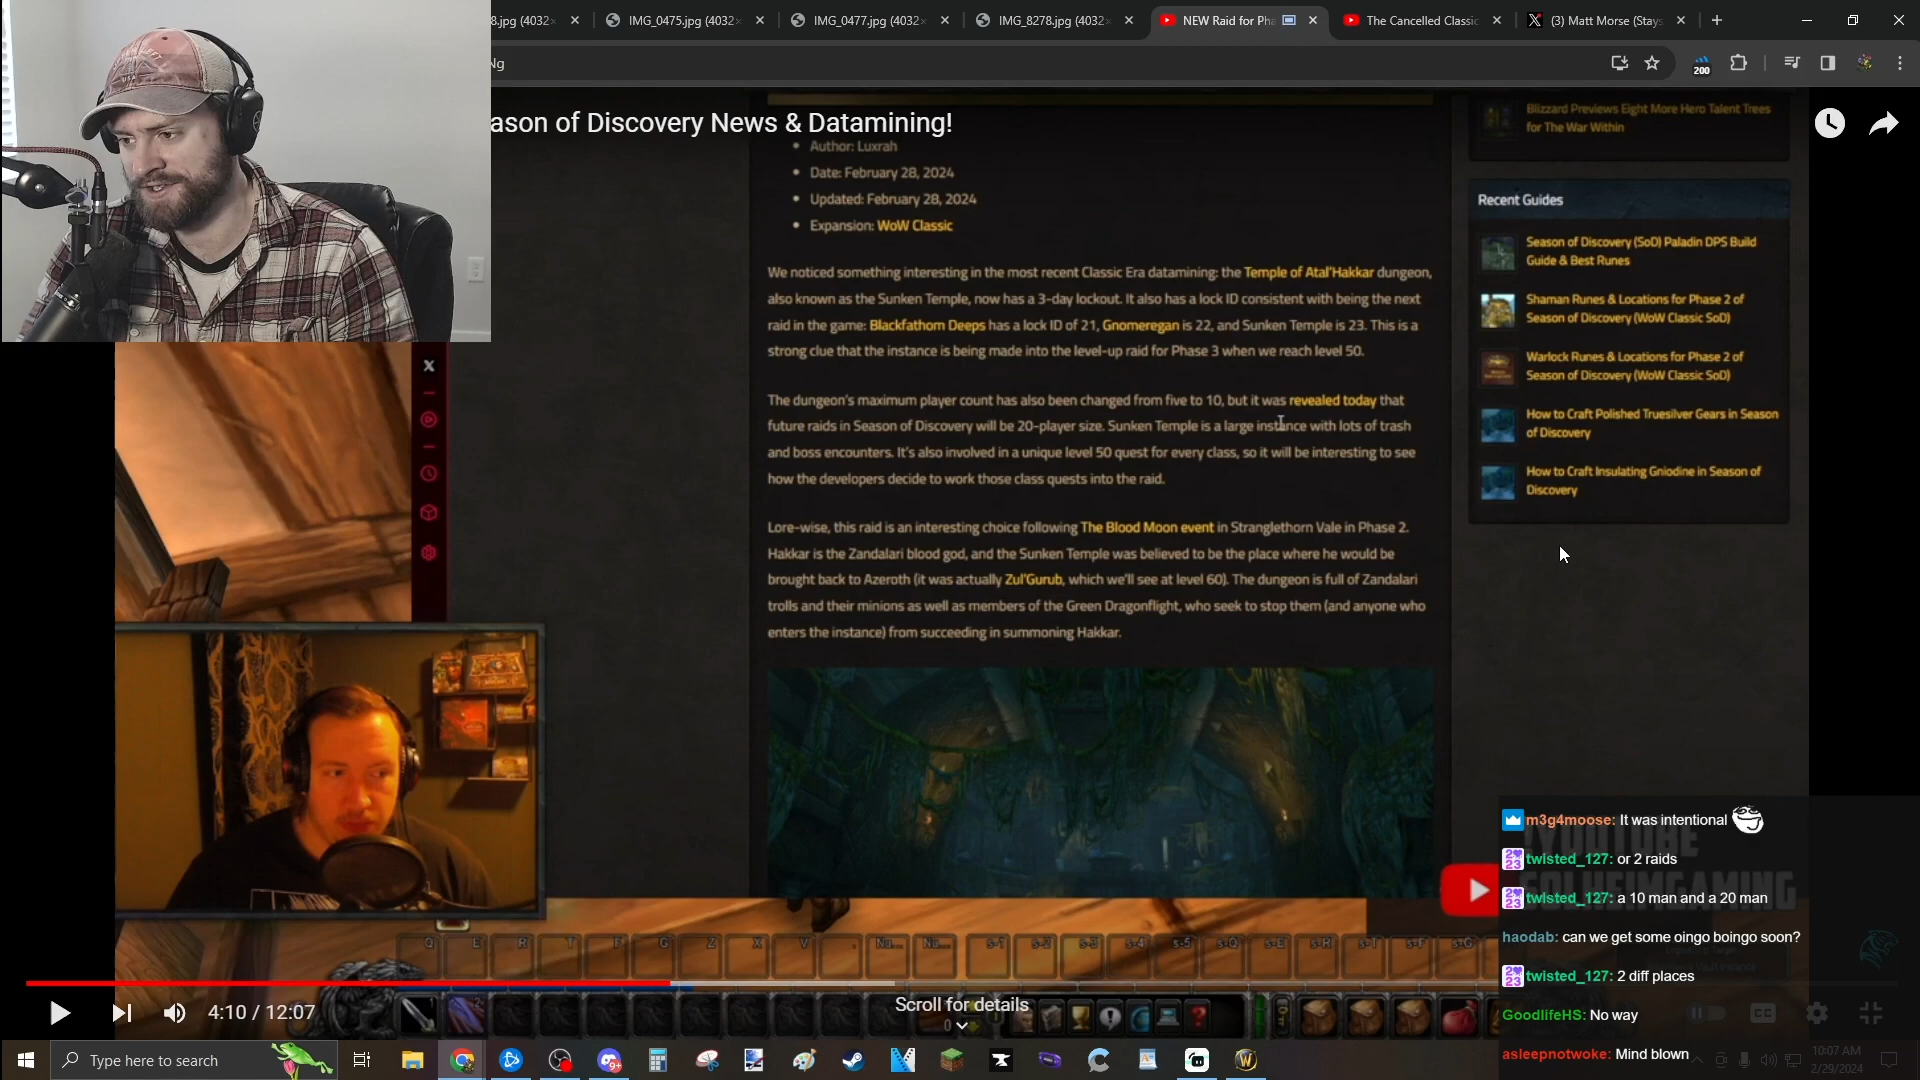 8.jpg (4032
IMG_0475.jpg (4032
IMG_0477.jpg (4032
IMG_8278.jpg (4032
NEW Raid for Pha
The Cancelled Classic
(3) Matt Morse (Stays
Ng
200
ason of Discovery News & Datamining!
Author: Luxrah
Date: February 28, 2024
Updated: February 28, 2024
Expansion: WoW Classic
We noticed something interesting in the most recent Classic Era datamining: the Temple of Atal'Hakkar dungeon,
also known as the Sunken Temple, now has a 3-day lockout. It also has a lock ID consistent with being the next
raid in the game: Blackfathom Deeps has a lock ID of 21, Gnomeregan is 22, and Sunken Temple is 23. This is a
strong clue that the instance is being made into the level-up raid for Phase 3 when we reach level 50.
The dungeon's maximum player count has also been changed from five to 10, but it was revealed today that
future raids in Season of Discovery will be 20-player size. Sunken Temple is a large instance with lots of trash
and boss encounters. It's also involved in a unique level 50 quest for every class, so it will be interesting to see
how the developers decide to work those class quests into the raid.
Lore-wise, this raid is an interesting choice following The Blood Moon event in Stranglethorn Vale in Phase 2.
Hakkar is the Zandalari blood god, and the Sunken Temple was believed to be the place where he would be
brought back to Azeroth (it was actually Zul'Gurub, which we'll see at level 60). The dungeon is full of Zandalari
trolls and their minions as well as members of the Green Dragonflight, who seek to stop them (and anyone who
enters the instance) from succeeding in summoning Hakkar.
Blizzard Previews Eight More Hero Talent Trees
for The War Within
Recent Guides
Season of Discovery (SoD) Paladin DPS Build
Guide & Best Runes
Shaman Runes & Locations for Phase 2 of
Season of Discovery (WoW Classic SoD)
Warlock Runes & Locations for Phase 2 of
Season of Discovery (WoW Classic SoD)
How to Craft Polished Truesilver Gears in Season
of Discovery
How to Craft Insulating Gniodine in Season of
Discovery
m3g4moose: It was intentional
twisted_127: or 2 raids
twisted_127: a 10 man and a 20 man
haodab: can we get some oingo boingo soon?
twisted_127: 2 diff places
GoodlifeHS: No way
asleepnotwoke: Mind blown
YOUTUBE
SOLHEIMGAMING
Q E R T F G Z X V
s-1 s-2 s-3 s-4 s-5 s-Q s-E s-R s-T s-F s-G
4:10 / 12:07
Scroll for details
CC
Type here to search
10:07 AM
2/29/2024